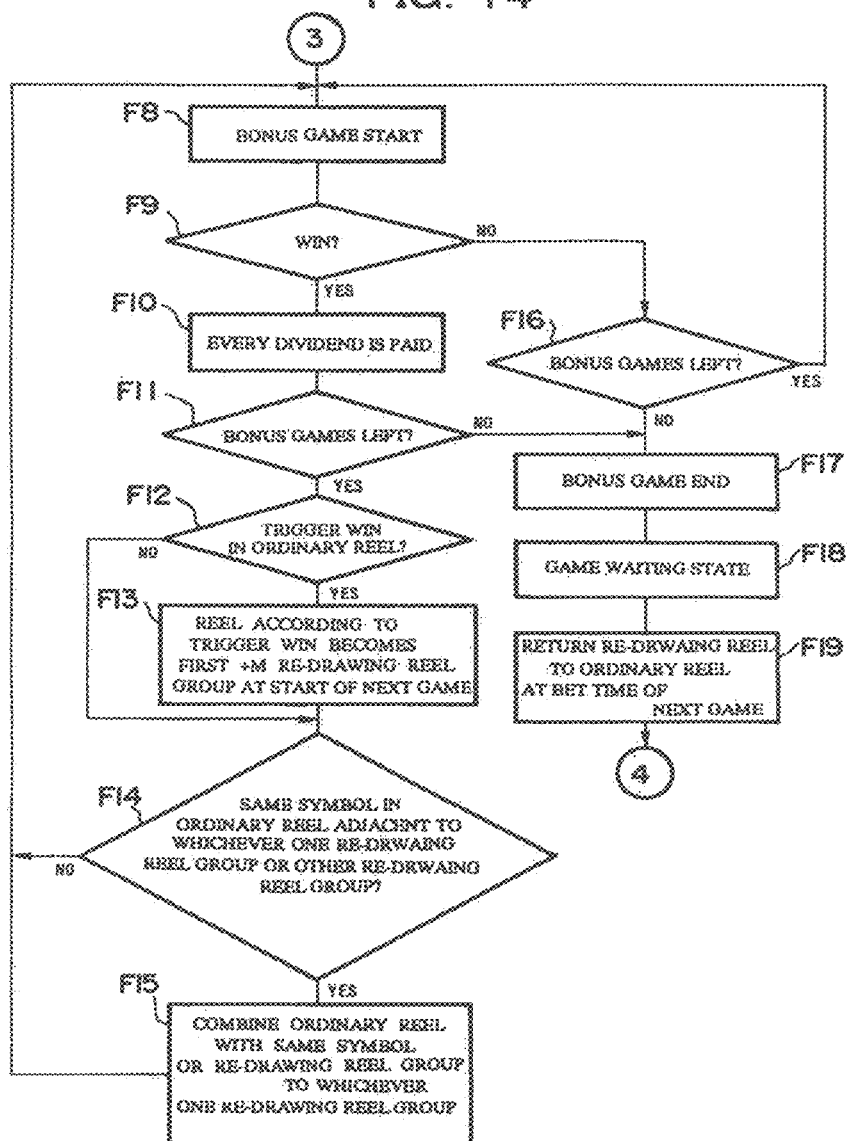 FIG. 14
3
F8
BONUS GAME START
F9
WIN?
NO
YES
F10
EVERY DIVIDEND IS PAID
F16
BONUS GAMES LEFT?
YES
NO
F11
BONUS GAMES LEFT?
NO
YES
F17
BONUS GAME END
F12
TRIGGER WIN
IN ORDINARY REEL?
NO
YES
F18
GAME WAITING STATE
F13
REEL ACCORDING TO
TRIGGER WIN BECOMES
FIRST +M RE-DRAWING REEL
GROUP AT START OF NEXT GAME
F19
RETURN RE-DRWAING REEL
TO ORDINARY REEL
AT BET TIME OF
NEXT GAME
4
F14
SAME SYMBOL IN
ORDINARY REEL ADJACNT TO
WHICHEVER ONE RE-DRWAING
REEL GROUP OR OTHER RE-DRWAING
REEL GROUP?
NO
YES
F15
COMBINE ORDINARY REEL
WITH SAME SYMBOL
OR RE-DRAWING REEL GROUP
TO WHICHEVER
ONE RE-DRAWING REEL GROUP